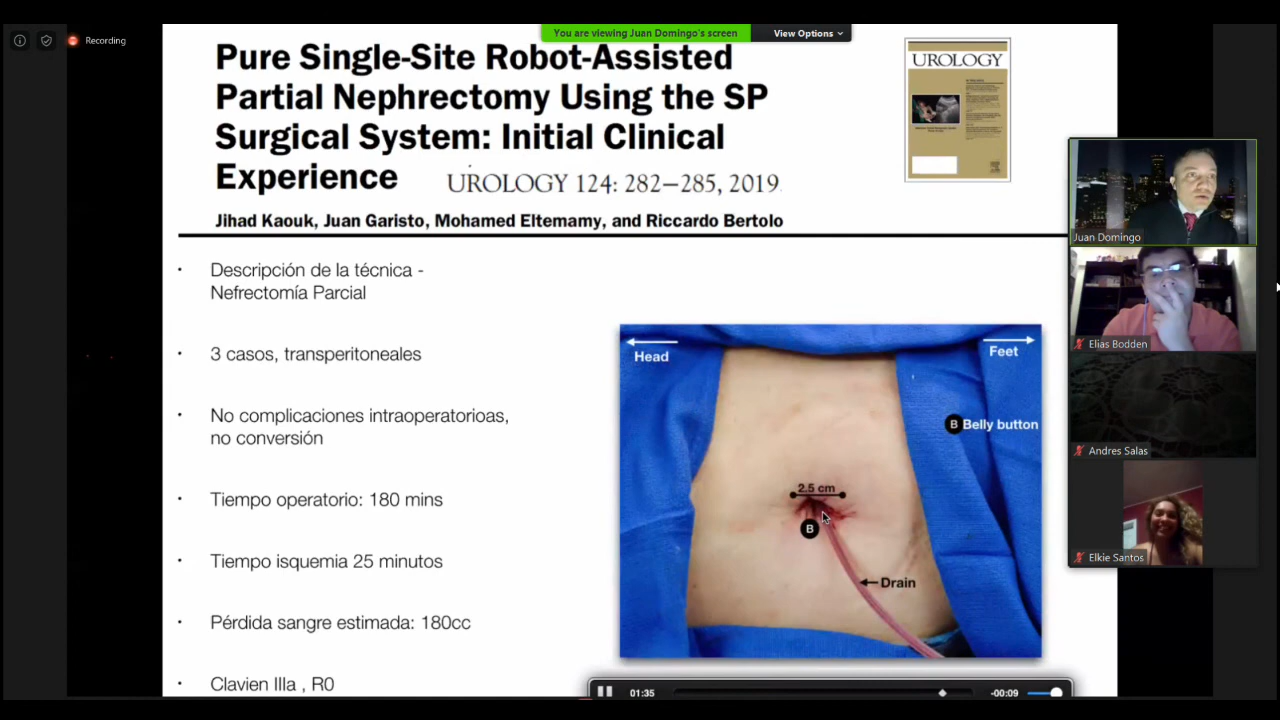 Recording
You are viewing Juan Domingo's screen
View Options
Pure Single-Site Robot-Assisted
Partial Nephrectomy Using the SP
Surgical System: Initial Clinical
Experience
UROLOGY 124: 282–285, 2019.
Jihad Kaouk, Juan Garisto, Mohamed Eltemamy, and Riccardo Bertolo
UROLOGY
• Descripción de la técnica -
Nefrectomía Parcial
• 3 casos, transperitoneales
• No complicaciones intraoperatorioas,
no conversión
• Tiempo operatorio: 180 mins
• Tiempo isquemia 25 minutos
• Pérdida sangre estimada: 180cc
• Clavien IIIa , R0
Head
Feet
B Belly button
2.5 cm
B
Drain
01:35
-00:09
Juan Domingo
Elias Bodden
Andres Salas
Elkie Santos